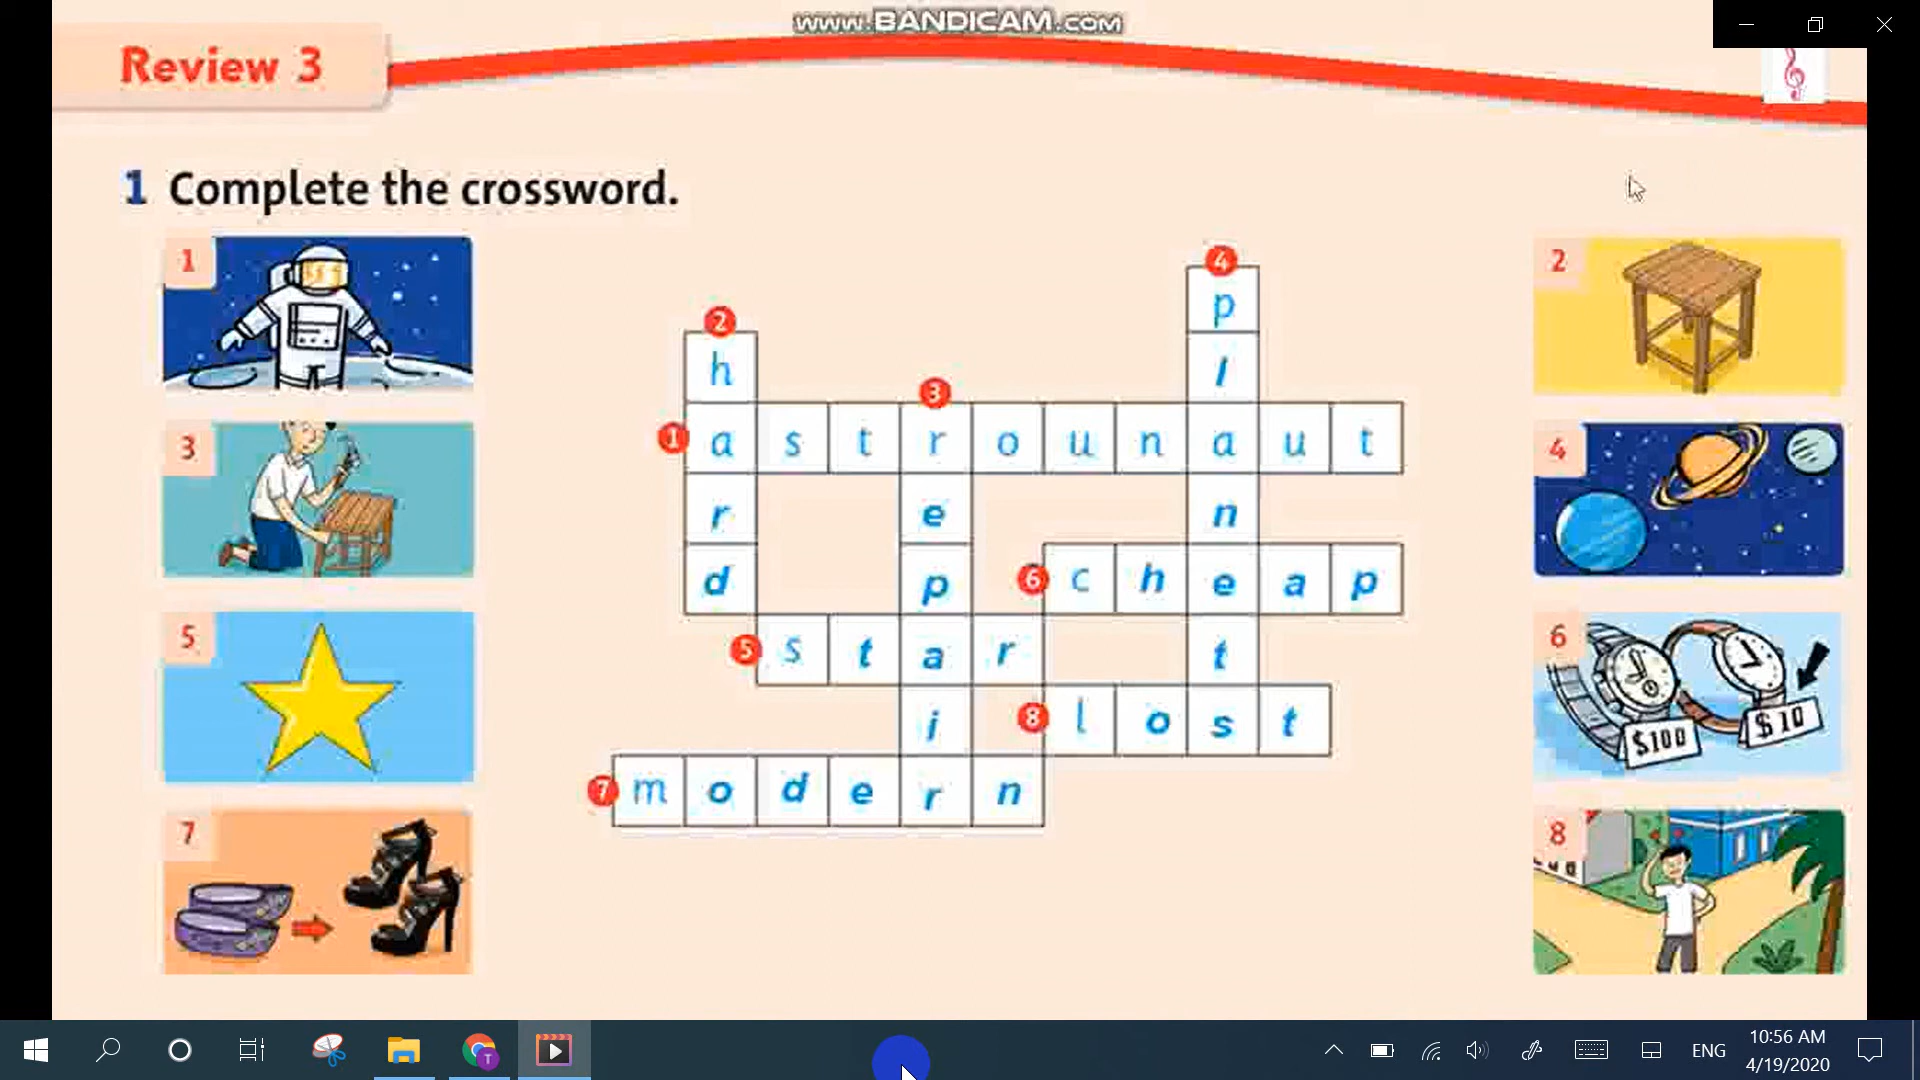 www.BANDICAM.com
Review 3
1 Complete the crossword.
1
2
3
4
5
6
7
8
$100
$10
4
p
2
h l
3
1 a s t r o u n a u t
r e n
d p 6 c h e a p
5 s t a r t
i 8 l o s t
7 m o d e r n
T
ENG
10:56 AM
4/19/2020